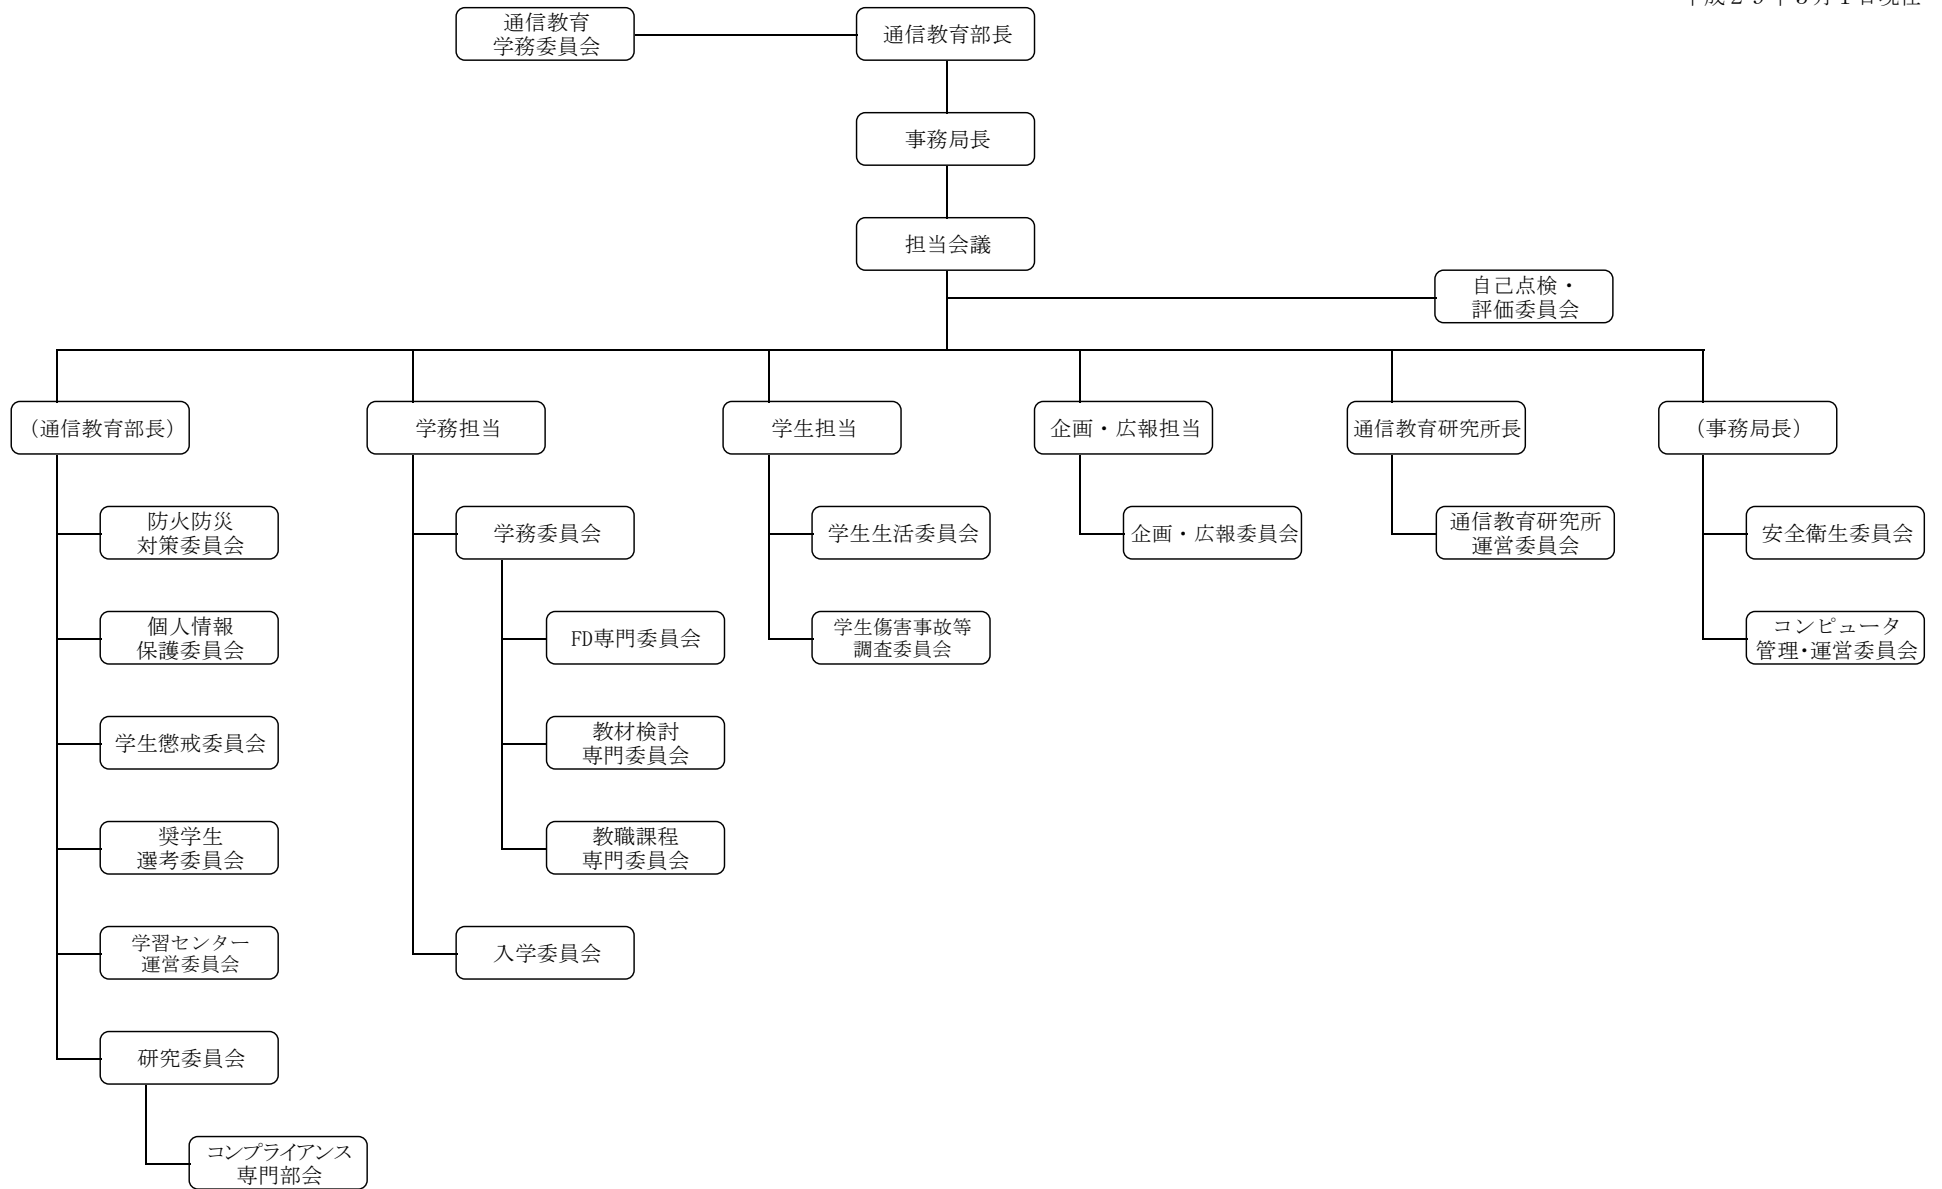 通信教育
学務委員会
通信教育部長
事務局長
担当会議
自己点検・
評価委員会
（通信教育部長）
学務担当
学生担当
企画・広報担当
通信教育研究所長
（事務局長）
防火防災
対策委員会
学務委員会
学生生活委員会
企画・広報委員会
通信教育研究所
運営委員会
安全衛生委員会
個人情報
保護委員会
FD専門委員会
学生傷害事故等
調査委員会
コンピュータ
管理・運営委員会
学生懲戒委員会
教材検討
専門委員会
奨学生
選考委員会
教職課程
専門委員会
学習センター
運営委員会
入学委員会
研究委員会
コンプライアンス
専門部会